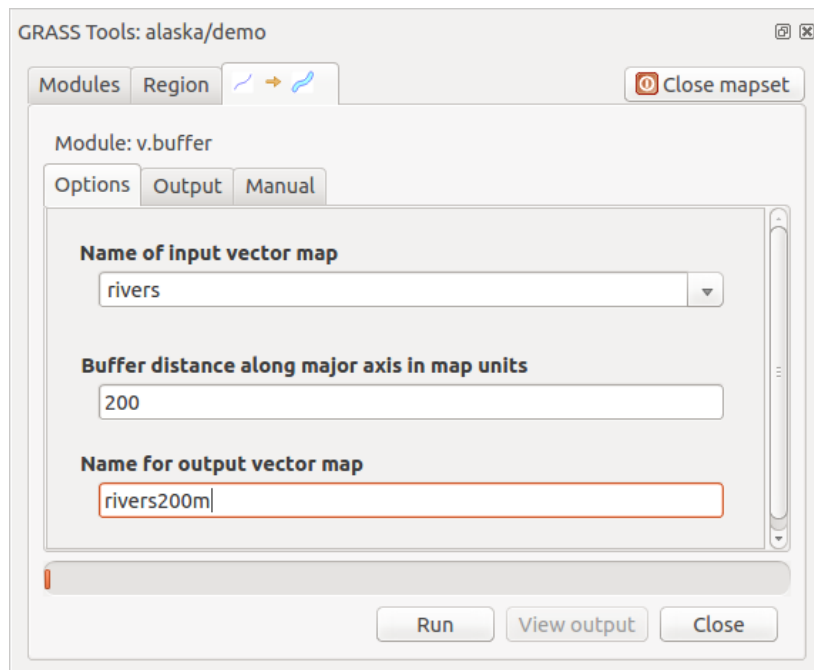 GRASS Tools: alaska/demo
Modules Region Close mapset
Module: v.buffer
Options Output Manual
Name of input vector map
rivers
Buffer distance along major axis in map units
200
Name for output vector map
rivers200m
Run View output Close